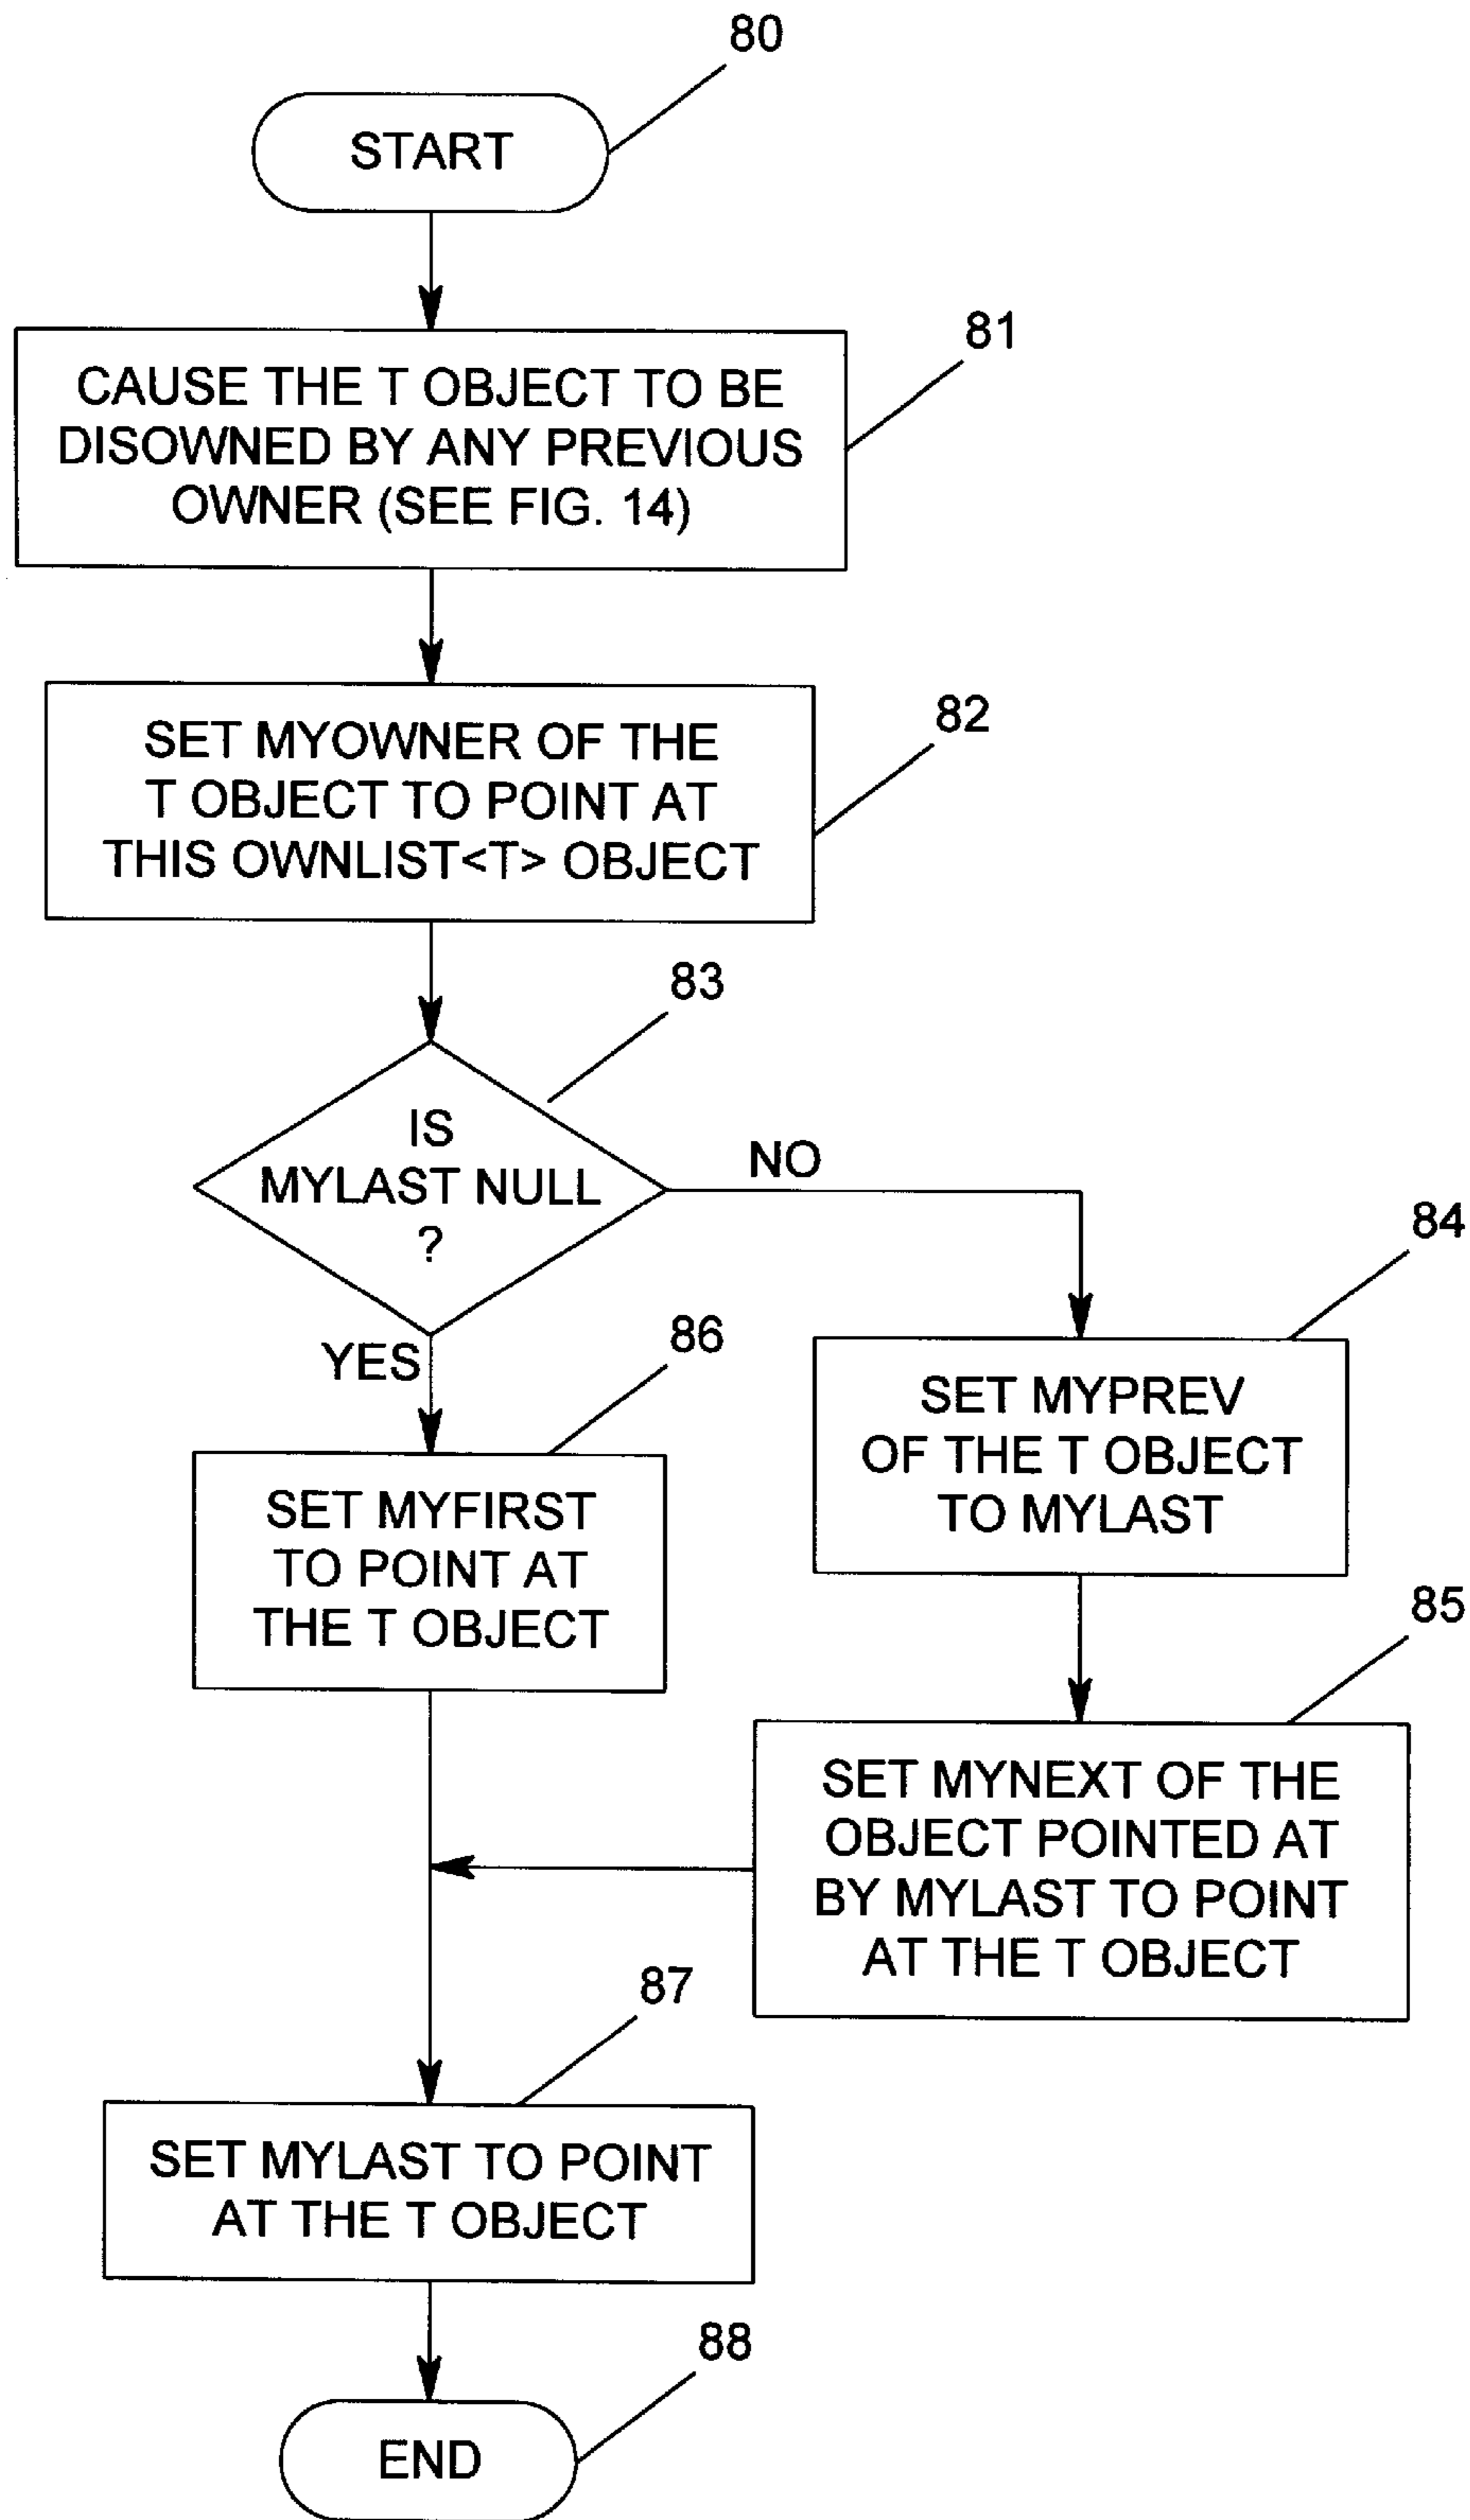 80
START
81
CAUSE THE T OBJECT TO BE
DISOWNED BY ANY PREVIOUS
OWNER (SEE FIG. 14)
82
SET MYOWNER OF THE
T OBJECT TO POINT AT
THIS OWNLIST<T> OBJECT
83
IS
MYLAST NULL
?
NO
YES
84
SET MYPREV
OF THE T OBJECT
TO MYLAST
86
SET MYFIRST
TO POINT AT
THE T OBJECT
85
SET MYNEXT OF THE
OBJECT POINTED AT
BY MYLAST TO POINT
AT THE T OBJECT
87
SET MYLAST TO POINT
AT THE T OBJECT
88
END